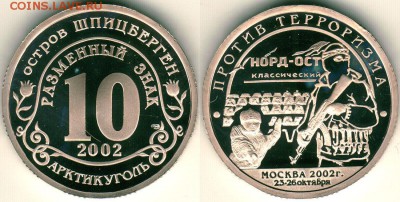 COINS.LAVE.RU
ОСТРОВ ШПИЦБЕРГЕН
РАЗМЕННЫЙ ЗНАК
10
2002
АРКТИКУГОЛЬ
ПРОТИВ ТЕРРОРИЗМА
НОРД-ОСТ
классический
МОСКВА 2002г.
23-26 октября